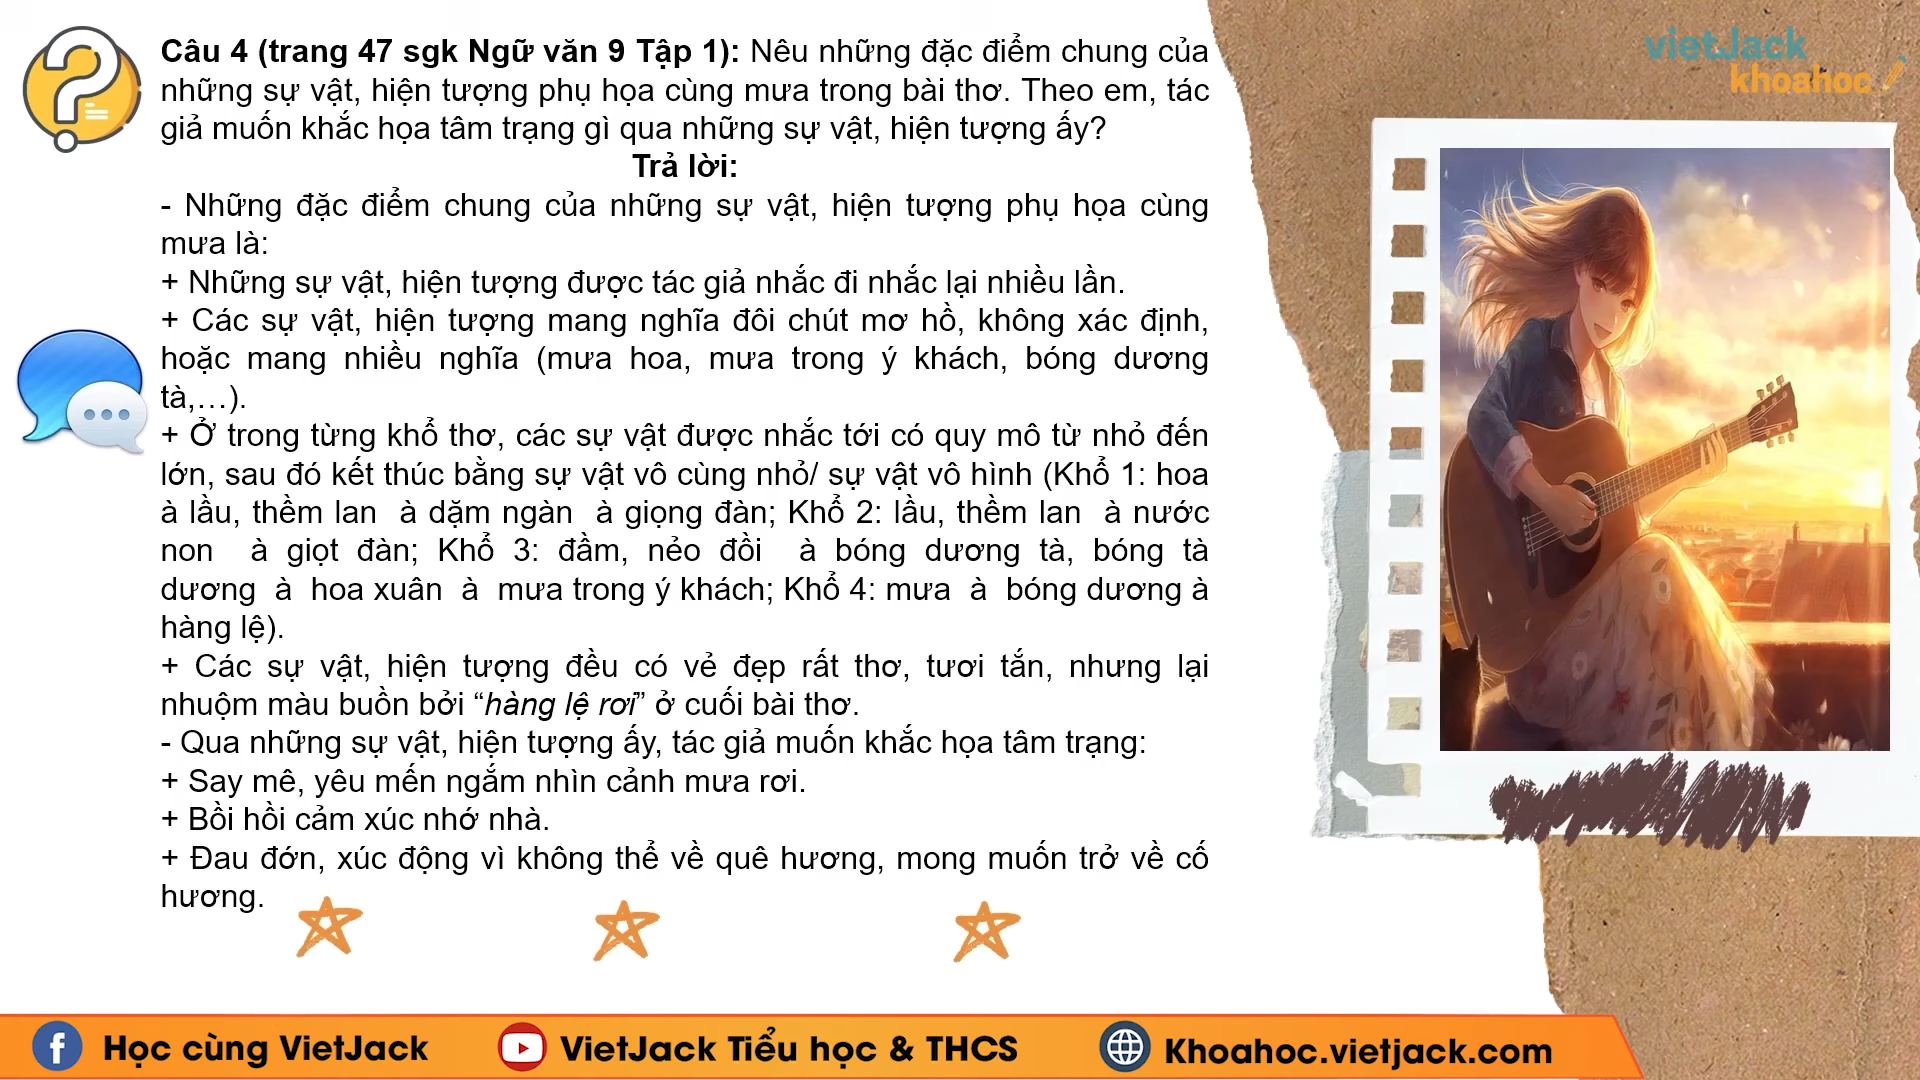 vietJack
khoahoc
Câu 4 (trang 47 sgk Ngữ văn 9 Tập 1): Nêu những đặc điểm chung của
những sự vật, hiện tượng phụ họa cùng mưa trong bài thơ. Theo em, tác
giả muốn khắc họa tâm trạng gì qua những sự vật, hiện tượng ấy?
Trả lời:
- Những đặc điểm chung của những sự vật, hiện tượng phụ họa cùng
mưa là:
+ Những sự vật, hiện tượng được tác giả nhắc đi nhắc lại nhiều lần.
+ Các sự vật, hiện tượng mang nghĩa đôi chút mơ hồ, không xác định,
hoặc mang nhiều nghĩa (mưa hoa, mưa trong ý khách, bóng dương
tà,…).
+ Ở trong từng khổ thơ, các sự vật được nhắc tới có quy mô từ nhỏ đến
lớn, sau đó kết thúc bằng sự vật vô cùng nhỏ/ sự vật vô hình (Khổ 1: hoa
à lầu, thềm lan à dặm ngàn à giọng đàn; Khổ 2: lầu, thềm lan à nước
non à giọt đàn; Khổ 3: đầm, nẻo đồi à bóng dương tà, bóng tà
dương à hoa xuân à mưa trong ý khách; Khổ 4: mưa à bóng dương à
hàng lệ).
+ Các sự vật, hiện tượng đều có vẻ đẹp rất thơ, tươi tắn, nhưng lại
nhuộm màu buồn bởi “hàng lệ rơi” ở cuối bài thơ.
- Qua những sự vật, hiện tượng ấy, tác giả muốn khắc họa tâm trạng:
+ Say mê, yêu mến ngắm nhìn cảnh mưa rơi.
+ Bồi hồi cảm xúc nhớ nhà.
+ Đau đớn, xúc động vì không thể về quê hương, mong muốn trở về cố
hương.
Học cùng VietJack
VietJack Tiểu học & THCS
Khoahoc.vietjack.com